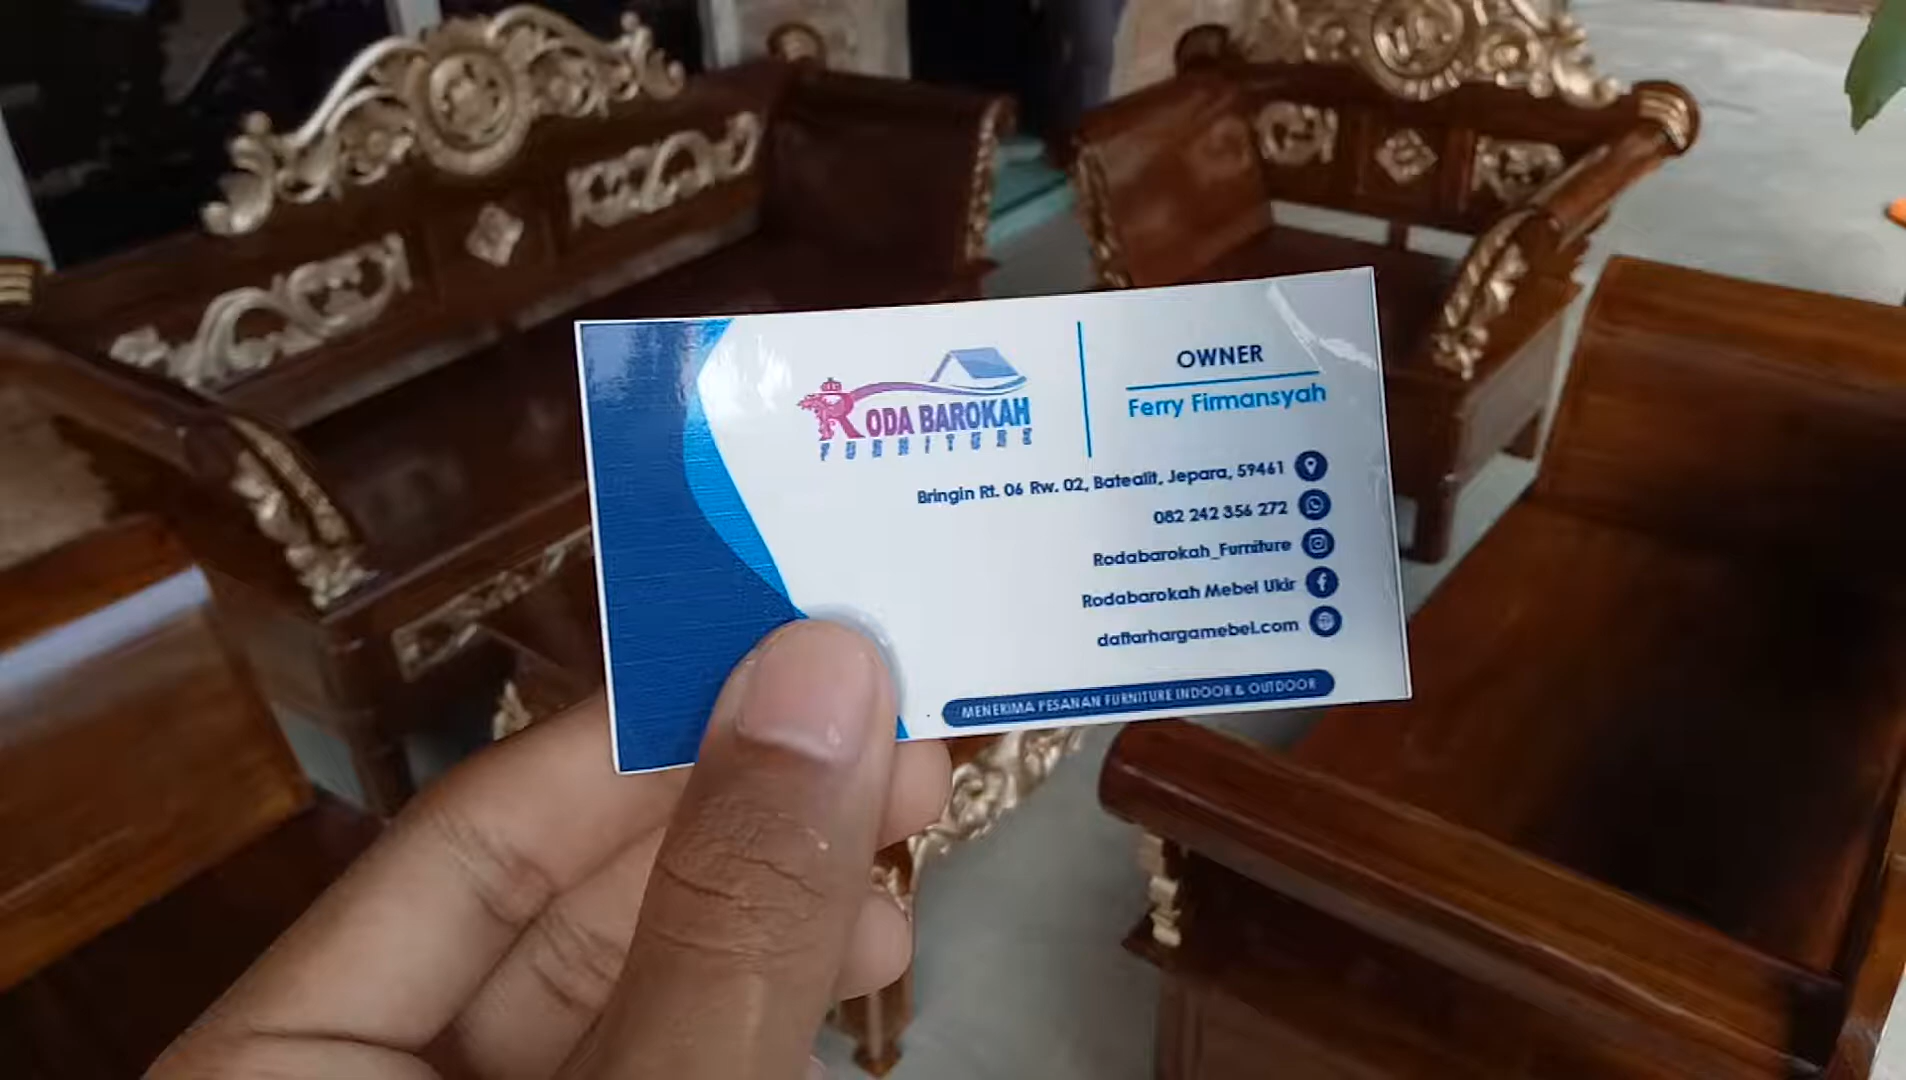 RODA BAROKAH
FURNITURE
OWNER
Ferry Firmansyah
Bringin Rt. 06 Rw. 02, Batealit, Jepara, 59461
082 242 356 272
Rodabarokah_Furniture
Rodabarokah Mebel Ukir
daftarhargamebel.com
MENERIMA PESANAN FURNITURE INDOOR & OUTDOOR